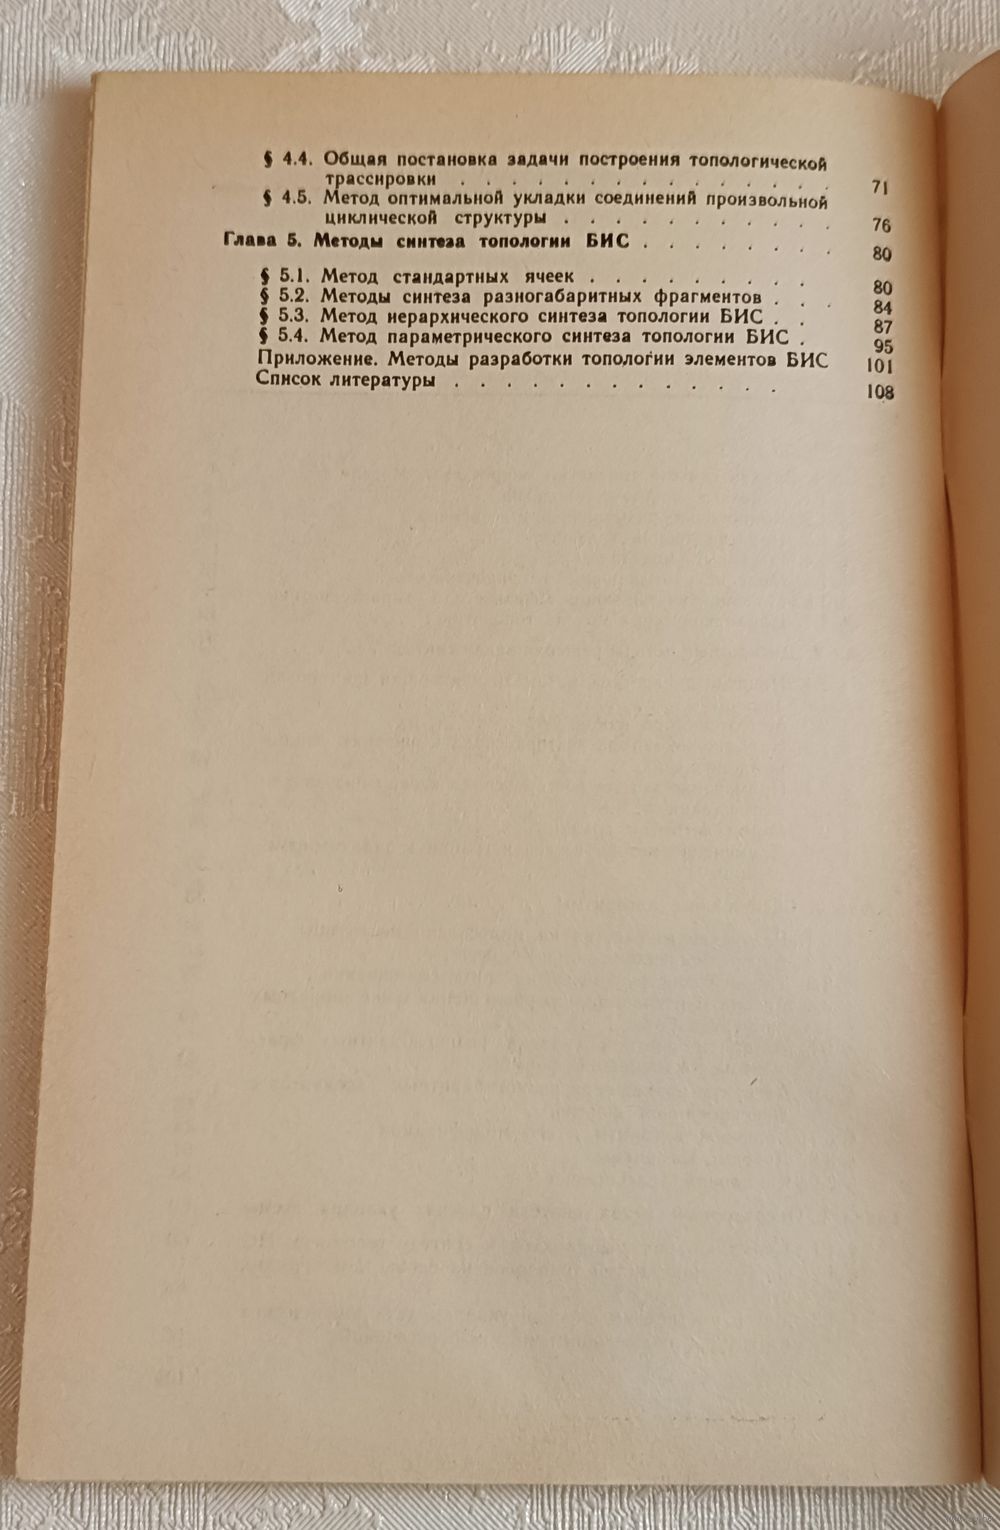 § 4.4. Общая постановка задачи построения топологической
трассировки . . . . . . . . . . . . . . . 71
§ 4.5. Метод оптимальной укладки соединений произвольной
циклической структуры . . . . . . . . . . . 76
Глава 5. Методы синтеза топологии БИС . . . . . . . . 80
§ 5.1. Метод стандартных ячеек . . . . . . . . . 80
§ 5.2. Методы синтеза разногабаритных фрагментов . . . 84
§ 5.3. Метод иерархического синтеза топологии БИС . . 87
§ 5.4. Метод параметрического синтеза топологии БИС . 95
Приложение. Методы разработки топологии элементов БИС 101
Список литературы . . . . . . . . . . . . . 108